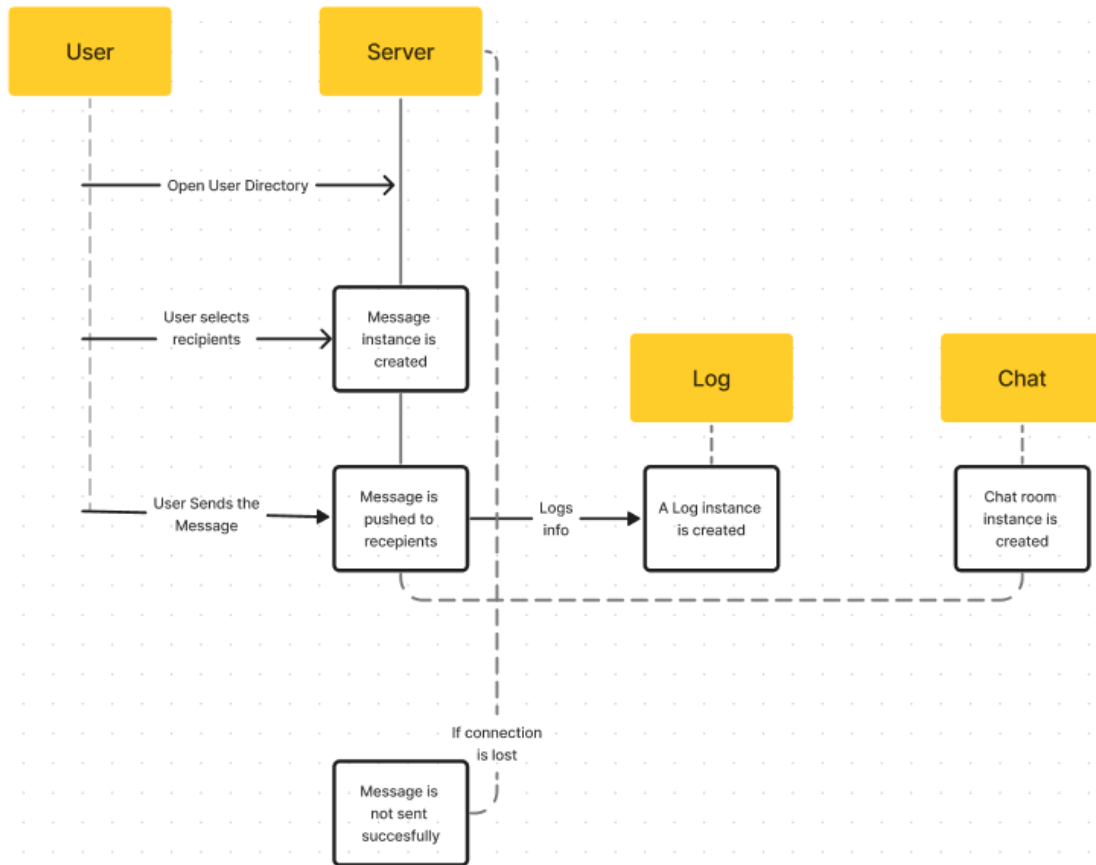 User
Server
Open User Directory
User selects
recipients
Message
instance is
created
Log
Chat
User Sends the
Message
Message is
pushed to
recepients
Logs
info
A Log instance
is created
Chat room
instance is
created
If connection
is lost
Message is
not sent
succesfully